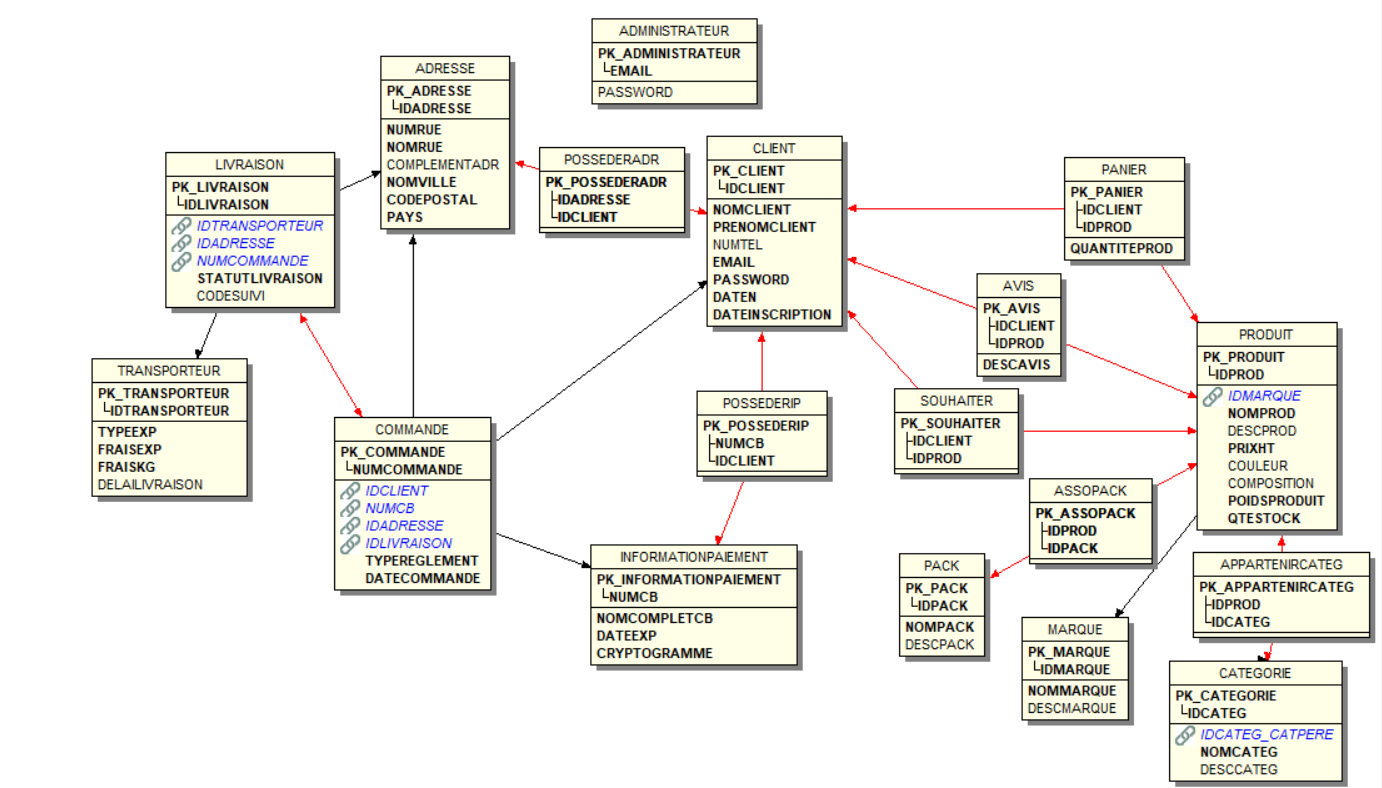 ADMINISTRATEUR
PK_ADMINISTRATEUR
EMAIL
PASSWORD
ADRESSE
PK_ADRESSE
IDADRESSE
NUMRUE
NOMRUE
COMPLEMENTADR
NOMVILLE
CODEPOSTAL
PAYS
LIVRAISON
PK_LIVRAISON
IDLIVRAISON
IDTRANSPORTEUR
IDADRESSE
NUMCOMMANDE
STATUTLIVRAISON
CODESUIVI
POSSEDERADR
PK_POSSEDERADR
IDADRESSE
IDCLIENT
CLIENT
PK_CLIENT
IDCLIENT
NOMCLIENT
PRENOMCLIENT
NUMTEL
EMAIL
PASSWORD
DATEN
DATEINSCRIPTION
PANIER
PK_PANIER
IDCLIENT
IDPROD
QUANTITEPROD
AVIS
PK_AVIS
IDCLIENT
IDPROD
DESCAVIS
PRODUIT
PK_PRODUIT
IDPROD
IDMARQUE
NOMPROD
DESCPROD
PRIXHT
COULEUR
COMPOSITION
POIDSPRODUIT
QTESTOCK
TRANSPORTEUR
PK_TRANSPORTEUR
IDTRANSPORTEUR
TYPEEXP
FRAISEXP
FRAISKG
DELAILIVRAISON
COMMANDE
PK_COMMANDE
NUMCOMMANDE
IDCLIENT
NUMCB
IDADRESSE
IDLIVRAISON
TYPEREGLEMENT
DATECOMMANDE
POSSEDERIP
PK_POSSEDERIP
NUMCB
IDCLIENT
SOUHAITER
PK_SOUHAITER
IDCLIENT
IDPROD
ASSOPACK
PK_ASSOPACK
IDPROD
IDPACK
INFORMATIONPAIEMENT
PK_INFORMATIONPAIEMENT
NUMCB
NOMCOMPLETCB
DATEEXP
CRYPTOGRAMME
PACK
PK_PACK
IDPACK
NOMPACK
DESCPACK
APPARTENIRCATEG
PK_APPARTENIRCATEG
IDPROD
IDCATEG
MARQUE
PK_MARQUE
IDMARQUE
NOMMARQUE
DESCMARQUE
CATEGORIE
PK_CATEGORIE
IDCATEG
IDCATEG_CATPERE
NOMCATEG
DESCCATEG